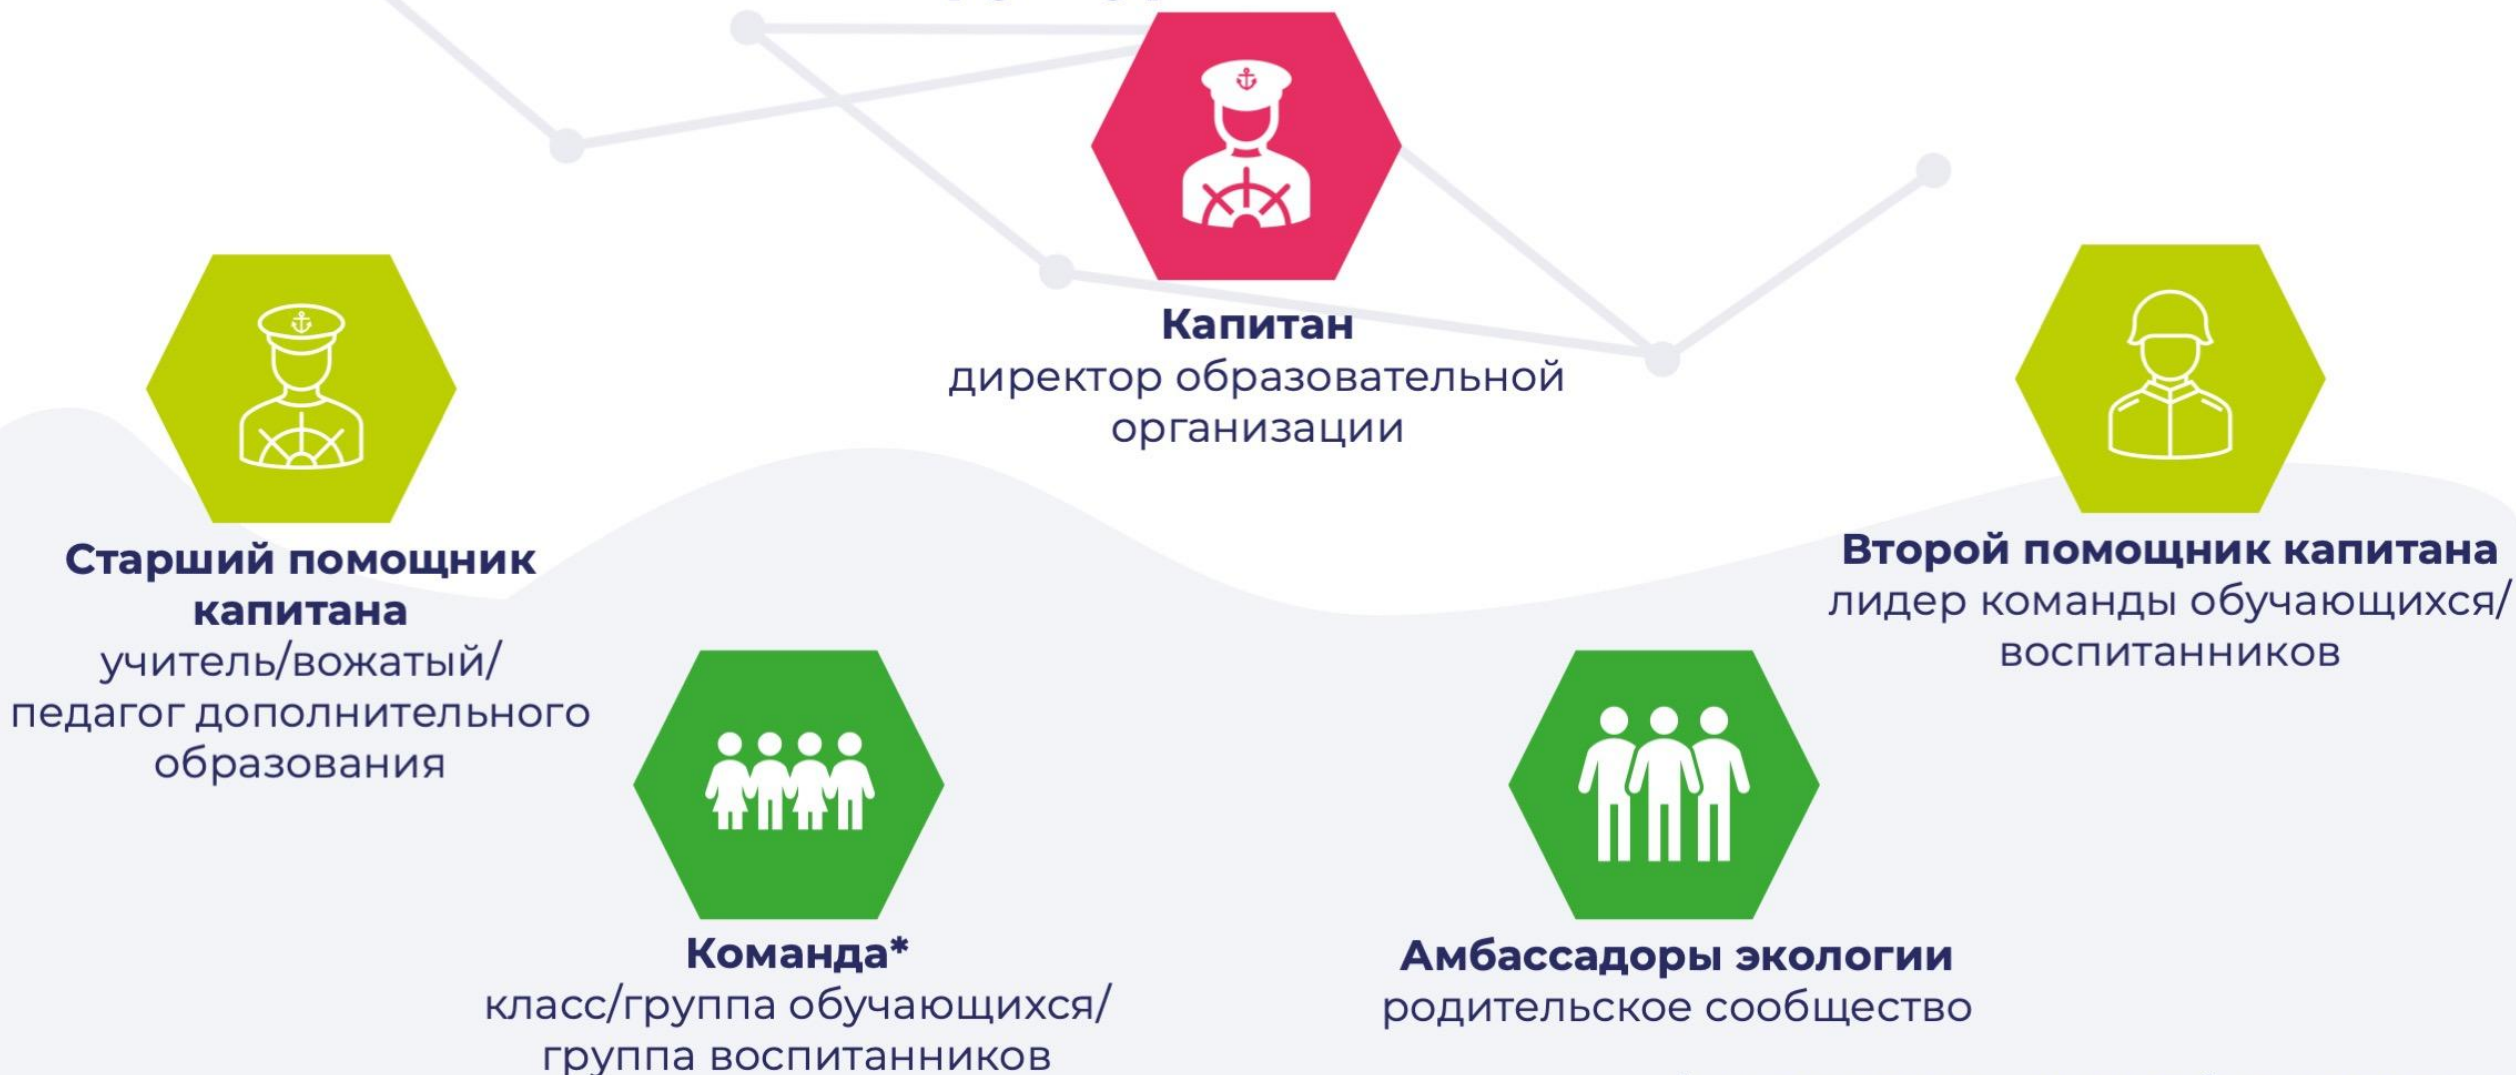 Капитан
директор образовательной
организации
Старший помощник
капитана
учитель/вожатый/
педагог дополнительного
образования
Второй помощник капитана
лидер команды обучающихся/
воспитанников
Команда*
класс/группа обучающихся/
группа воспитанников
Амбассадоры экологии
родительское сообщество